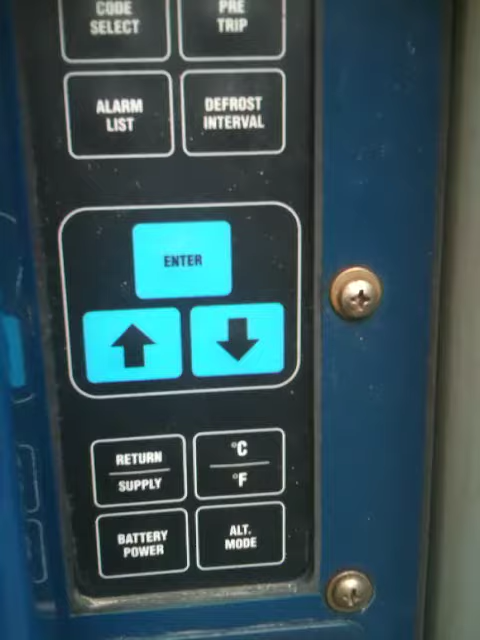 CODE
SELECT
PRE
TRIP
ALARM
LIST
DEFROST
INTERVAL
ENTER
RETURN
SUPPLY
°C
°F
BATTERY
POWER
ALT.
MODE